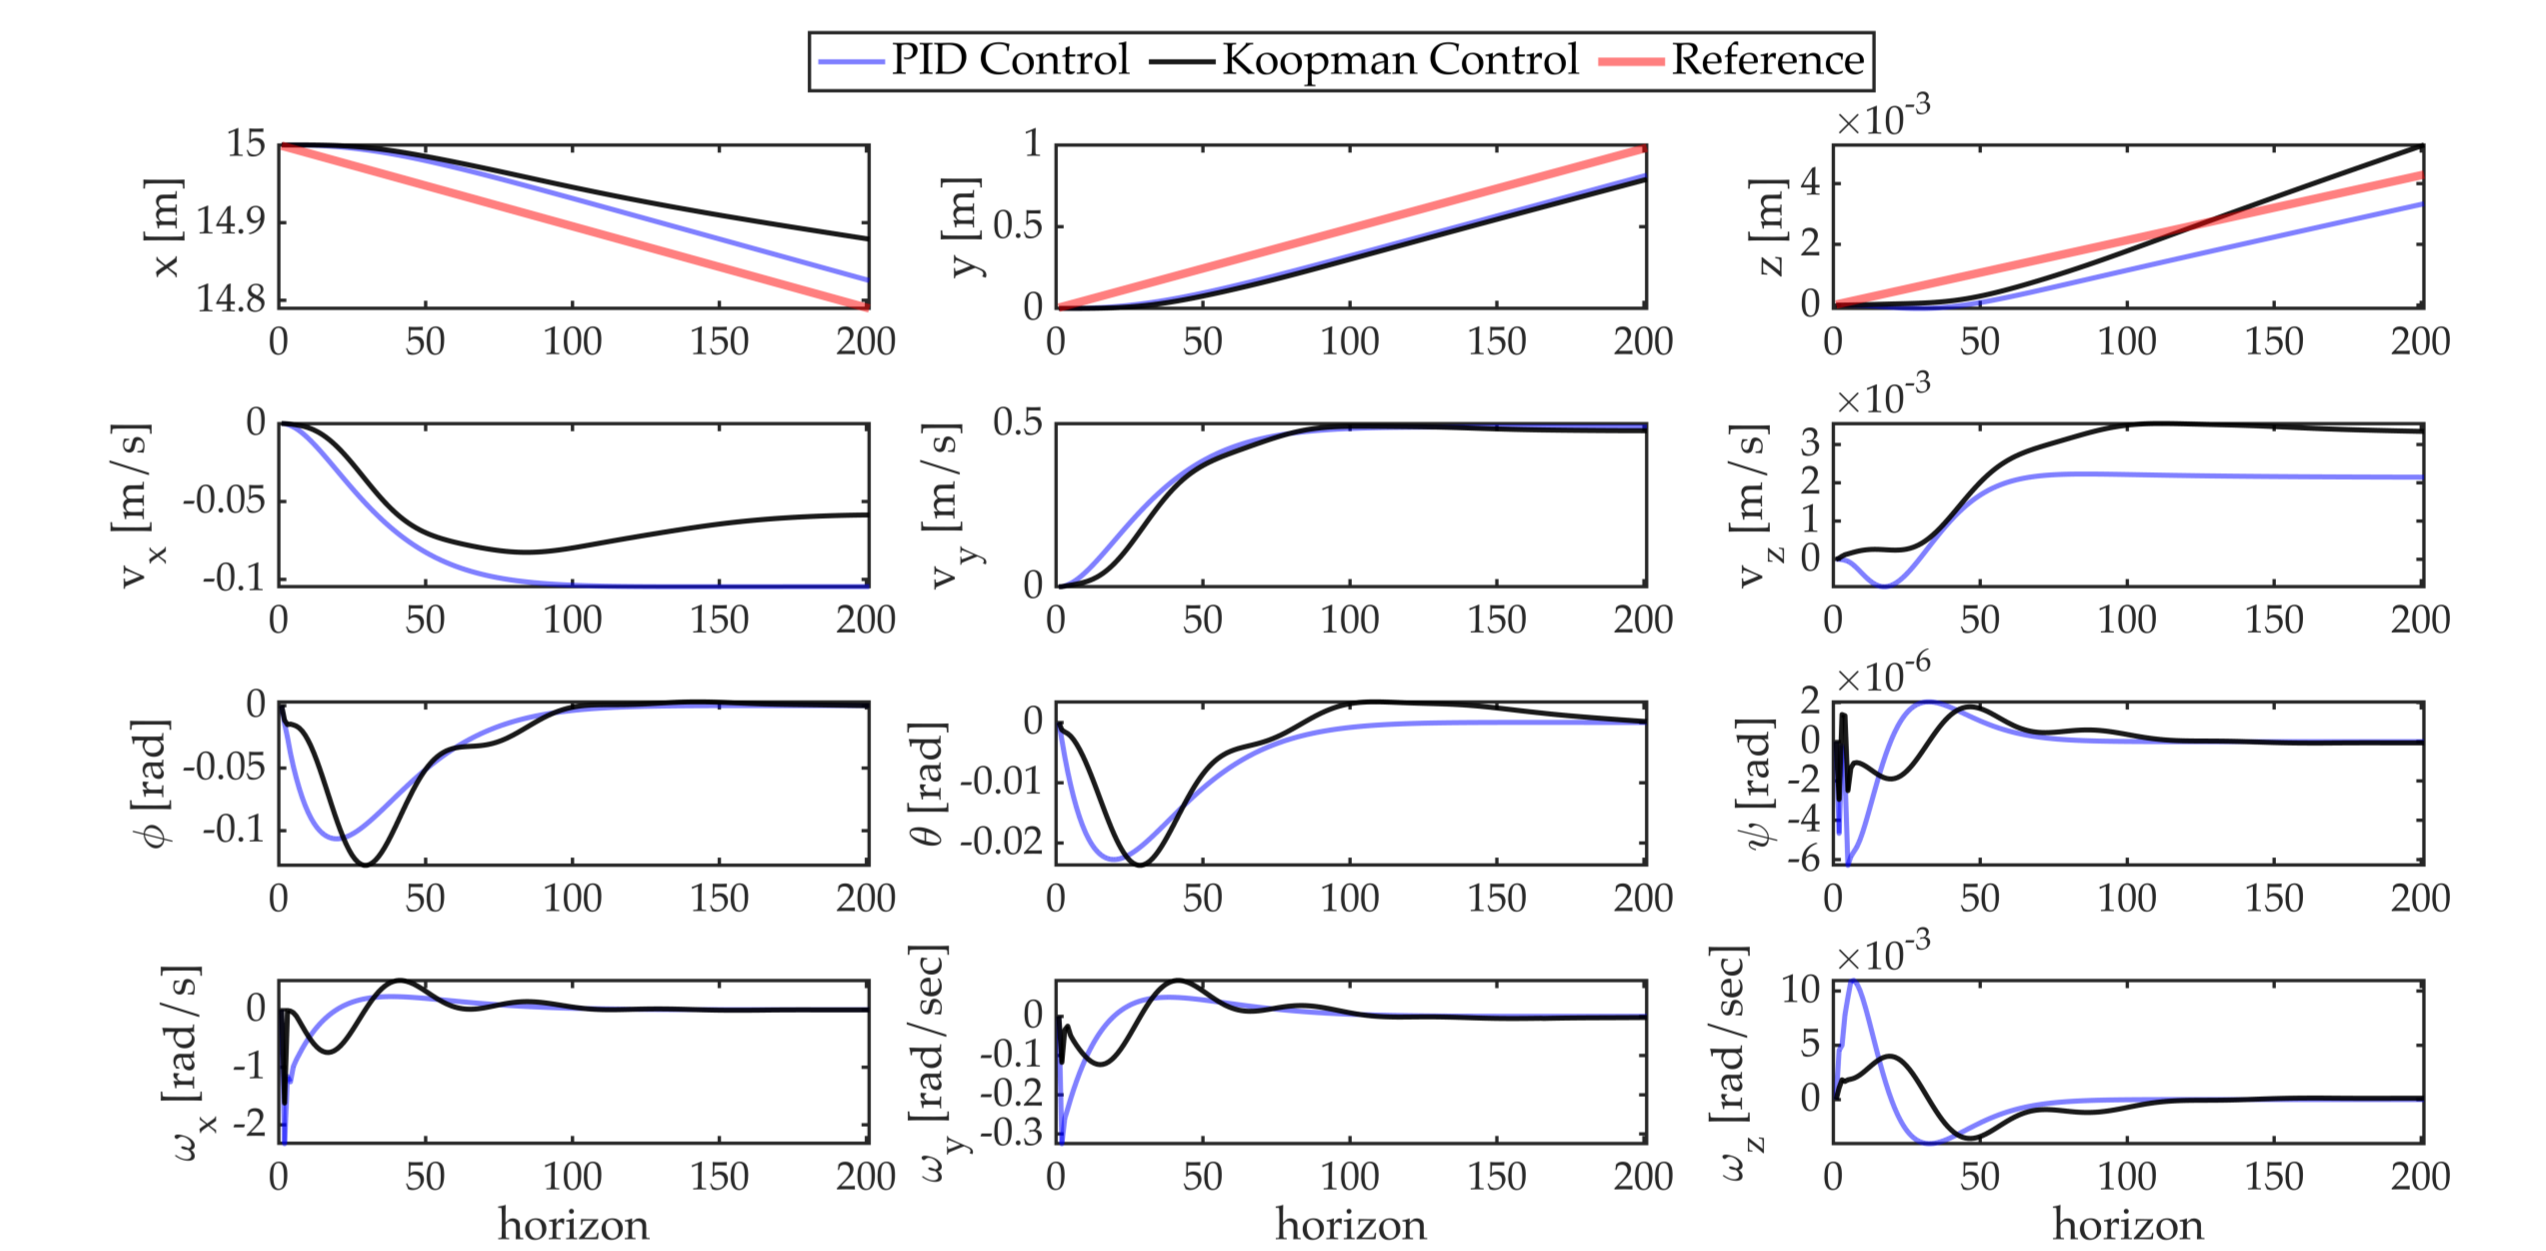 PID Control Koopman Control Reference
×10-3
15
14.9
14.8
x [m]
0 50 100 150 200
1
0.5
0
y [m]
0 50 100 150 200
4
2
0
z [m]
0 50 100 150 200
×10-3
0
-0.05
-0.1
vx [m/s]
0 50 100 150 200
0.5
0
vy [m/s]
0 50 100 150 200
3
2
1
0
vz [m/s]
0 50 100 150 200
×10-6
0
-0.05
-0.1
ϕ [rad]
0 50 100 150 200
0
-0.01
-0.02
θ [rad]
0 50 100 150 200
2
0
-2
-4
-6
ψ [rad]
0 50 100 150 200
×10-3
0
-1
-2
ωx [rad/s]
0 50 100 150 200
horizon
0
-0.1
-0.2
-0.3
ωy [rad/sec]
0 50 100 150 200
horizon
10
5
0
ωz [rad/sec]
0 50 100 150 200
horizon